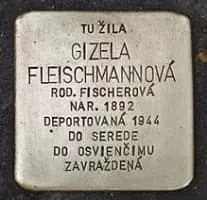 TU ŽILA
GIZELA
FLEISCHMANNOVÁ
ROD. FISCHEROVÁ
NAR. 1892
DEPORTOVANÁ 1944
DO SEREDE
DO OSVIENČIMU
ZAVRAŽDENÁ